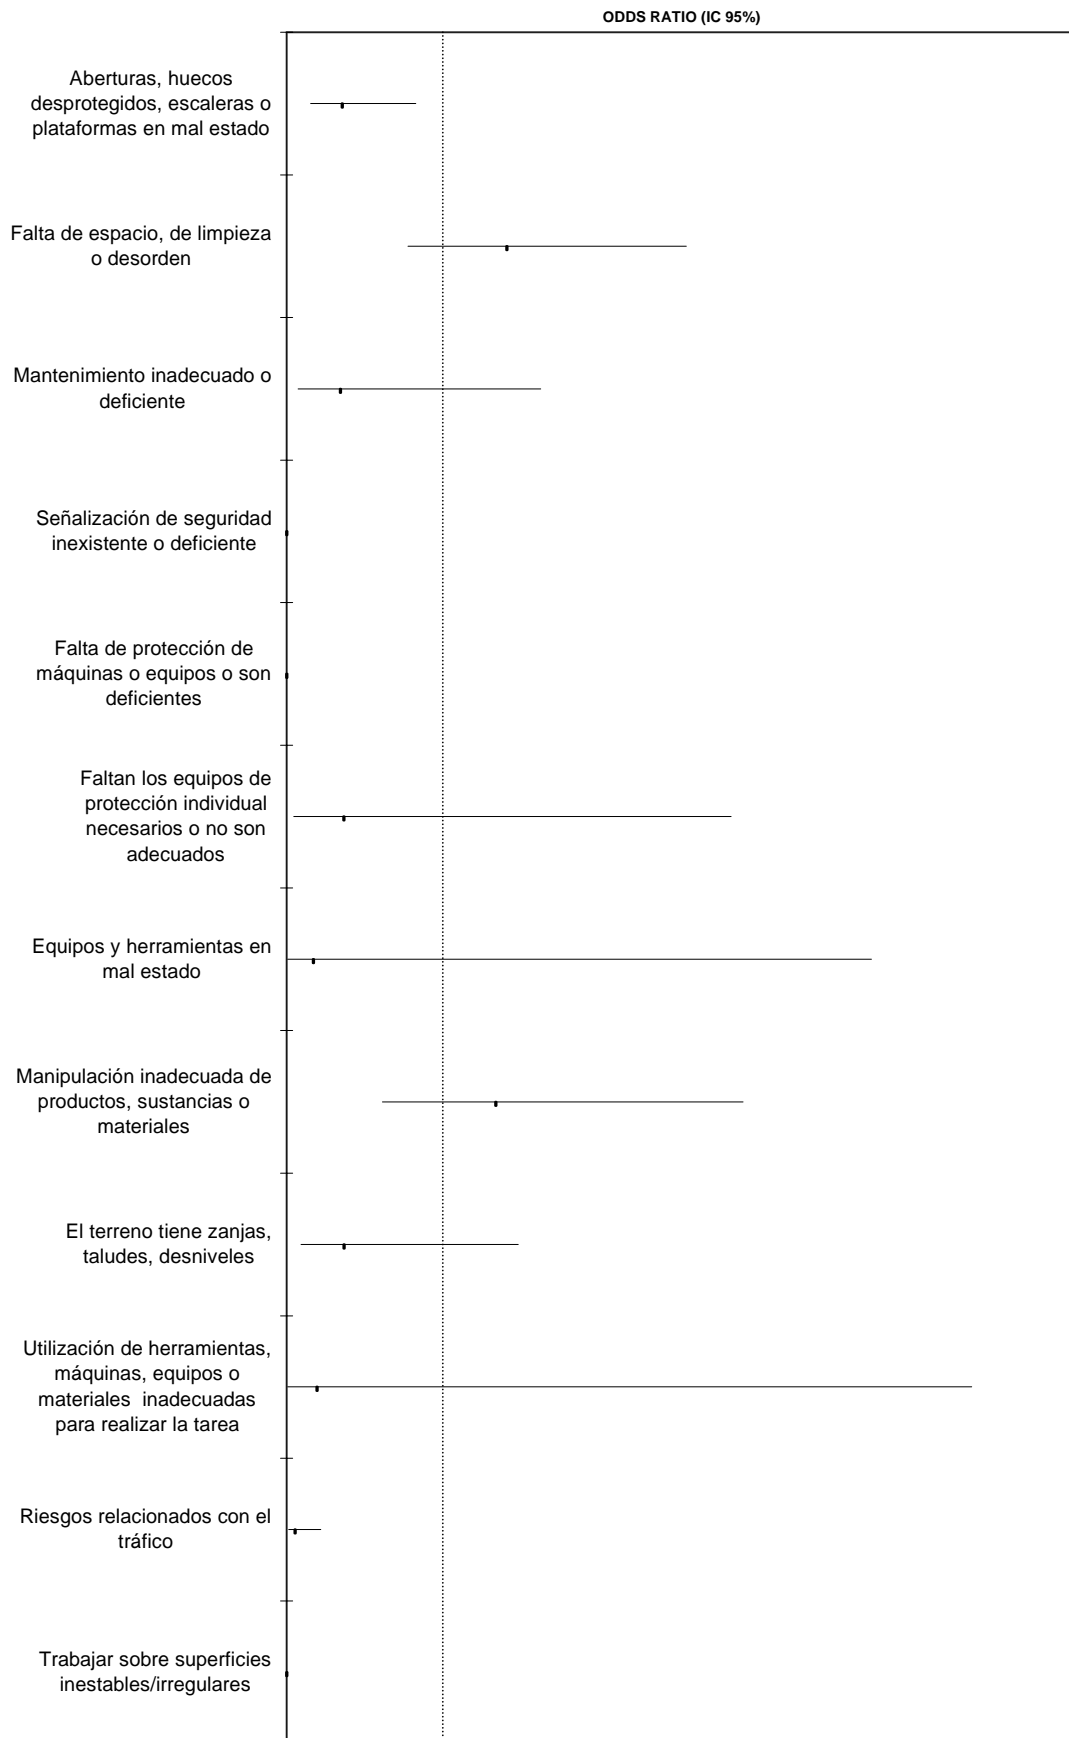 ODDS RATIO (IC 95%)
Aberturas, huecos
desprotegidos, escaleras o
plataformas en mal estado
Falta de espacio, de limpieza
o desorden
Mantenimiento inadecuado o
deficiente
Señalización de seguridad
inexistente o deficiente
Falta de protección de
máquinas o equipos o son
deficientes
Faltan los equipos de
protección individual
necesarios o no son
adecuados
Equipos y herramientas en
mal estado
Manipulación inadecuada de
productos, sustancias o
materiales
El terreno tiene zanjas,
taludes, desniveles
Utilización de herramientas,
máquinas, equipos o
materiales inadecuadas
para realizar la tarea
Riesgos relacionados con el
tráfico
Trabajar sobre superficies
inestables/irregulares